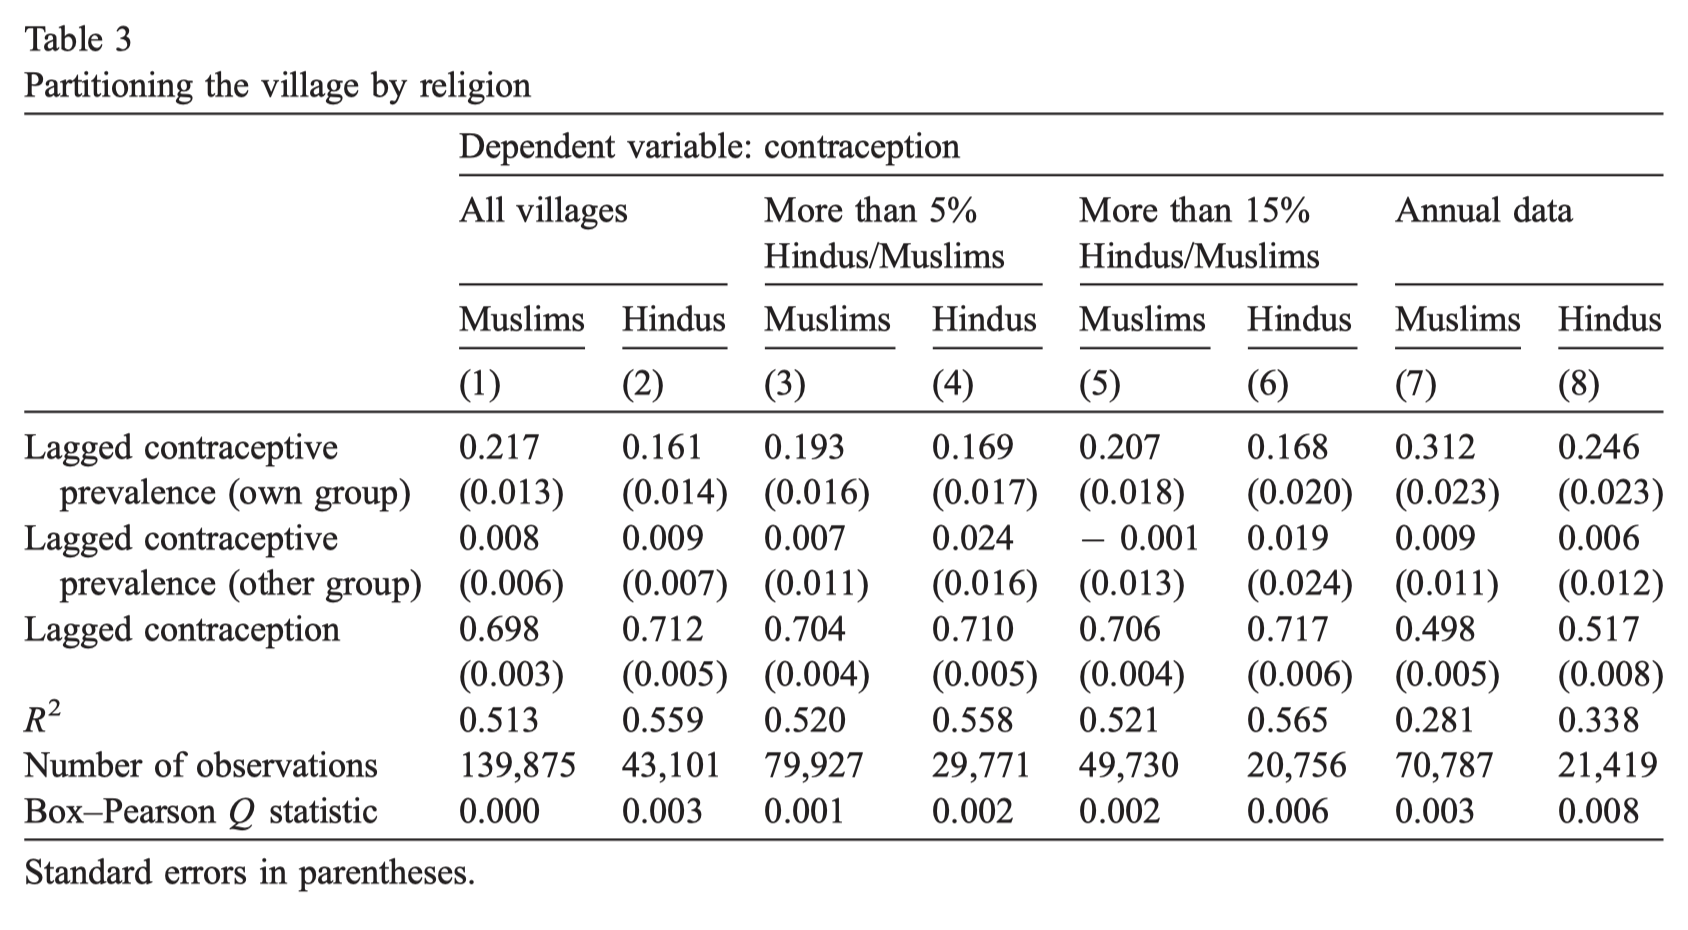 Table 3
Partitioning the village by religion
Dependent variable: contraception
All villages More than 5% More than 15% Annual data
Hindus/Muslims Hindus/Muslims
Muslims Hindus Muslims Hindus Muslims Hindus Muslims Hindus
(1) (2) (3) (4) (5) (6) (7) (8)
Lagged contraceptive 0.217 0.161 0.193 0.169 0.207 0.168 0.312 0.246
prevalence (own group) (0.013) (0.014) (0.016) (0.017) (0.018) (0.020) (0.023) (0.023)
Lagged contraceptive 0.008 0.009 0.007 0.024 − 0.001 0.019 0.009 0.006
prevalence (other group) (0.006) (0.007) (0.011) (0.016) (0.013) (0.024) (0.011) (0.012)
Lagged contraception 0.698 0.712 0.704 0.710 0.706 0.717 0.498 0.517
(0.003) (0.005) (0.004) (0.005) (0.004) (0.006) (0.005) (0.008)
R² 0.513 0.559 0.520 0.558 0.521 0.565 0.281 0.338
Number of observations 139,875 43,101 79,927 29,771 49,730 20,756 70,787 21,419
Box–Pearson Q statistic 0.000 0.003 0.001 0.002 0.002 0.006 0.003 0.008
Standard errors in parentheses.